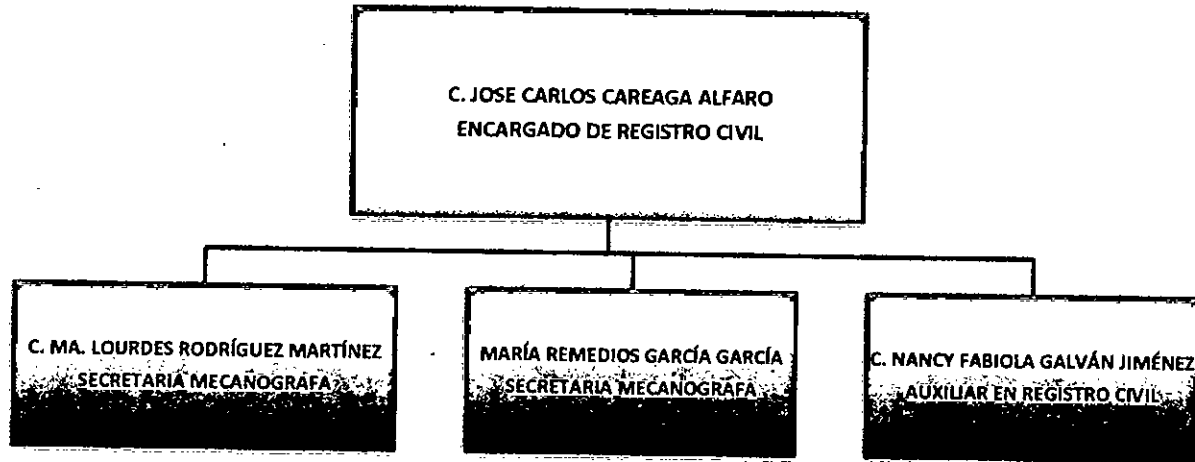 C. JOSE CARLOS CAREAGA ALFARO
ENCARGADO DE REGISTRO CIVIL
C. MA. LOURDES RODRÍGUEZ MARTÍNEZ
SECRETARIA MECANOGRAFA
MARÍA REMEDIOS GARCÍA GARCÍA
SECRETARIA MECANOGRAFA
C. NANCY FABIOLA GALVÁN JIMÉNEZ
AUXILIAR EN REGISTRO CIVIL